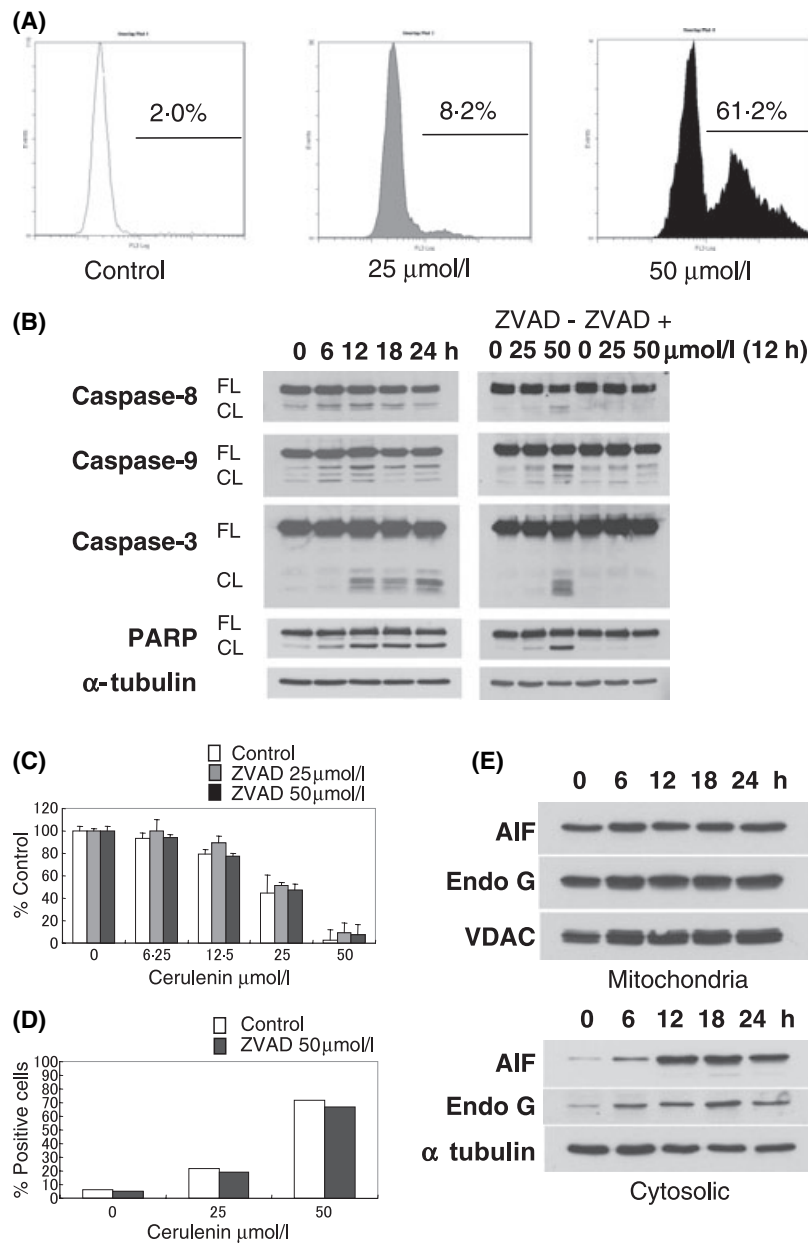 (A)
2·0%
8·2%
61·2%
Control
25 μmol/l
50 μmol/l
(B)
ZVAD - ZVAD +
0 6 12 18 24 h
0 25 50 0 25 50 μmol/l (12 h)
Caspase-8
FL
CL
Caspase-9
FL
CL
Caspase-3
FL
CL
PARP
FL
CL
α-tubulin
(C)
Control
ZVAD 25μmol/l
ZVAD 50μmol/l
% Control
120
100
80
60
40
20
0
0 6·25 12·5 25 50
Cerulenin μmol/l
(D)
Control
ZVAD 50μmol/l
% Positive cells
100
90
80
70
60
50
40
30
20
10
0
0 25 50
Cerulenin μmol/l
(E)
0 6 12 18 24 h
AIF
Endo G
VDAC
Mitochondria
0 6 12 18 24 h
AIF
Endo G
α tubulin
Cytosolic